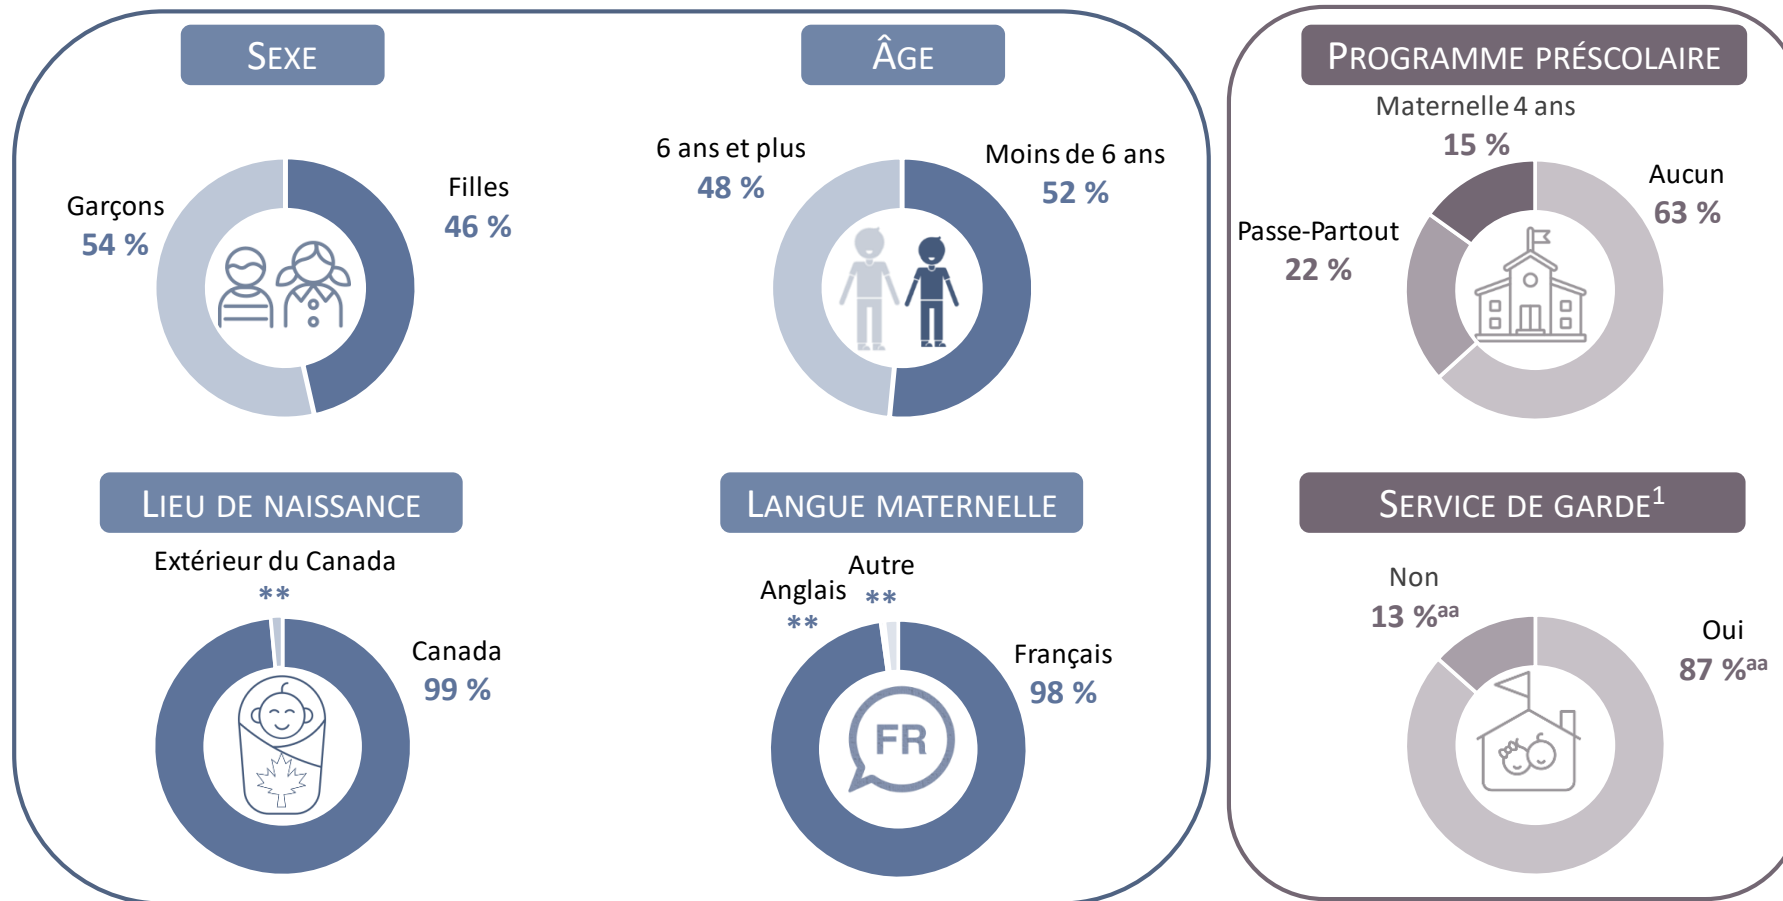 SEXE
Garçons
54 %
Filles
46 %
ÂGE
6 ans et plus
48 %
Moins de 6 ans
52 %
LIEU DE NAISSANCE
Extérieur du Canada
**
Canada
99 %
LANGUE MATERNELLE
Anglais
**
Autre
**
Français
98 %
FR
PROGRAMME PRÉSCOLAIRE
Maternelle 4 ans
15 %
Aucun
63 %
Passe-Partout
22 %
SERVICE DE GARDE¹
Non
13 %ᵃᵃ
Oui
87 %ᵃᵃ